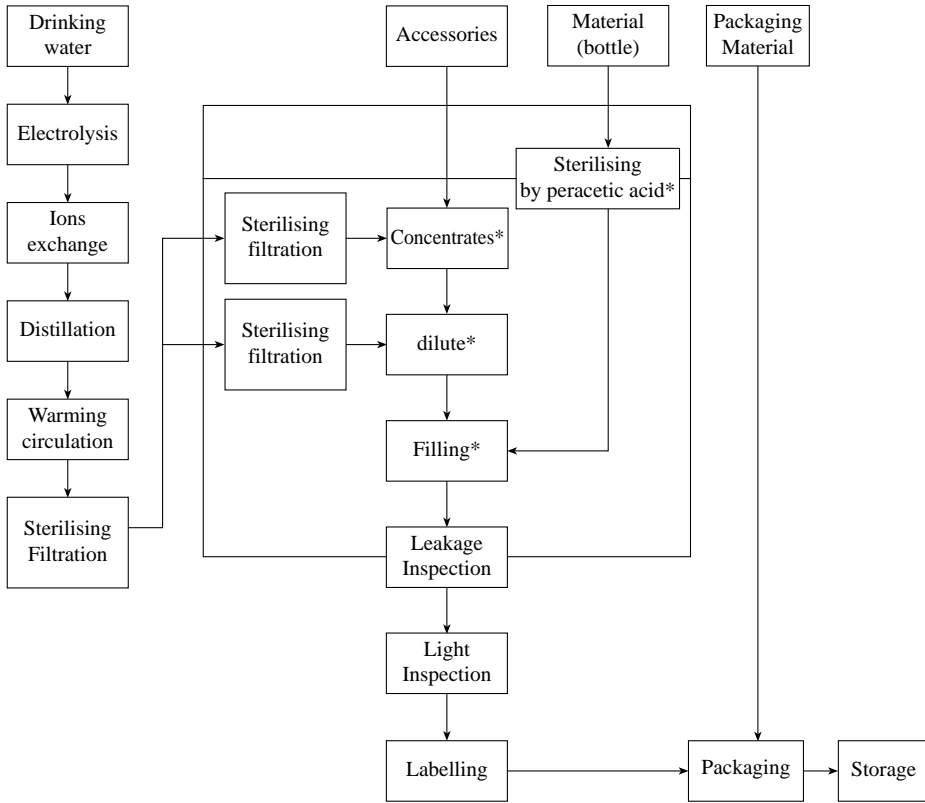 Drinking
water
Accessories
Material
(bottle)
Packaging
Material
Electrolysis
Sterilising
by peracetic acid*
Ions
exchange
Sterilising
filtration
Concentrates*
Distillation
Sterilising
filtration
dilute*
Warming
circulation
Filling*
Sterilising
Filtration
Leakage
Inspection
Light
Inspection
Labelling
Packaging
Storage